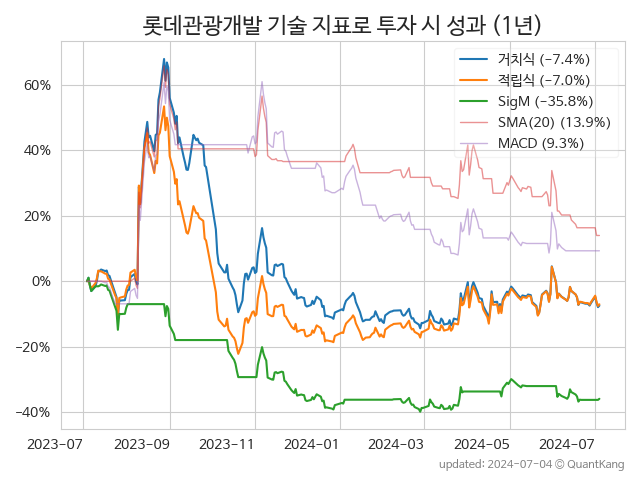 롯데관광개발 기술 지표로 투자 시 성과 (1년)
거치식 (−7.4%)
적립식 (−7.0%)
SigM (−35.8%)
SMA(20) (13.9%)
MACD (9.3%)
60%
40%
20%
0%
−20%
−40%
2023-07 2023-09 2023-11 2024-01 2024-03 2024-05 2024-07
updated: 2024-07-04 © QuantKang